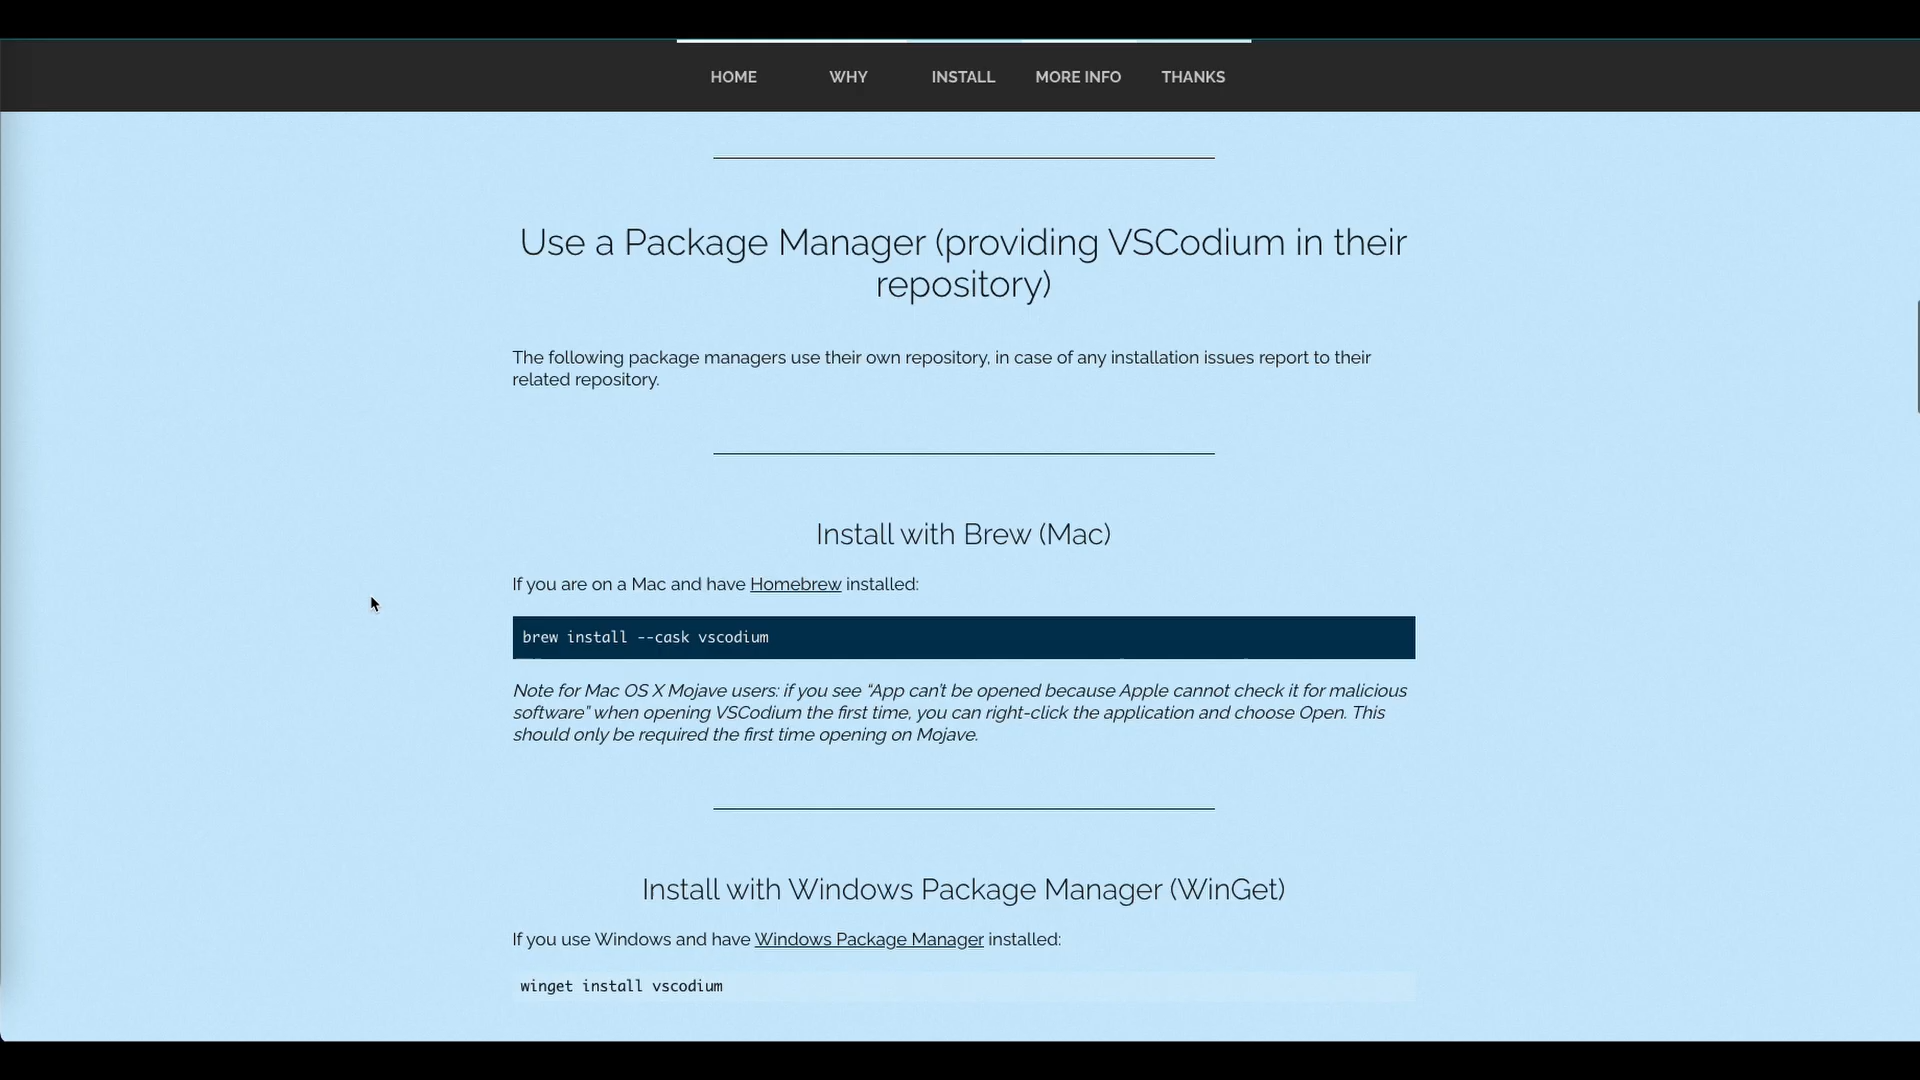 HOME WHY INSTALL MORE INFO THANKS
Use a Package Manager (providing VSCodium in their
repository)
The following package managers use their own repository, in case of any installation issues report to their
related repository.
Install with Brew (Mac)
If you are on a Mac and have Homebrew installed:
brew install --cask vscodium
Note for Mac OS X Mojave users: if you see “App can’t be opened because Apple cannot check it for malicious
software” when opening VSCodium the first time, you can right-click the application and choose Open. This
should only be required the first time opening on Mojave.
Install with Windows Package Manager (WinGet)
If you use Windows and have Windows Package Manager installed:
winget install vscodium